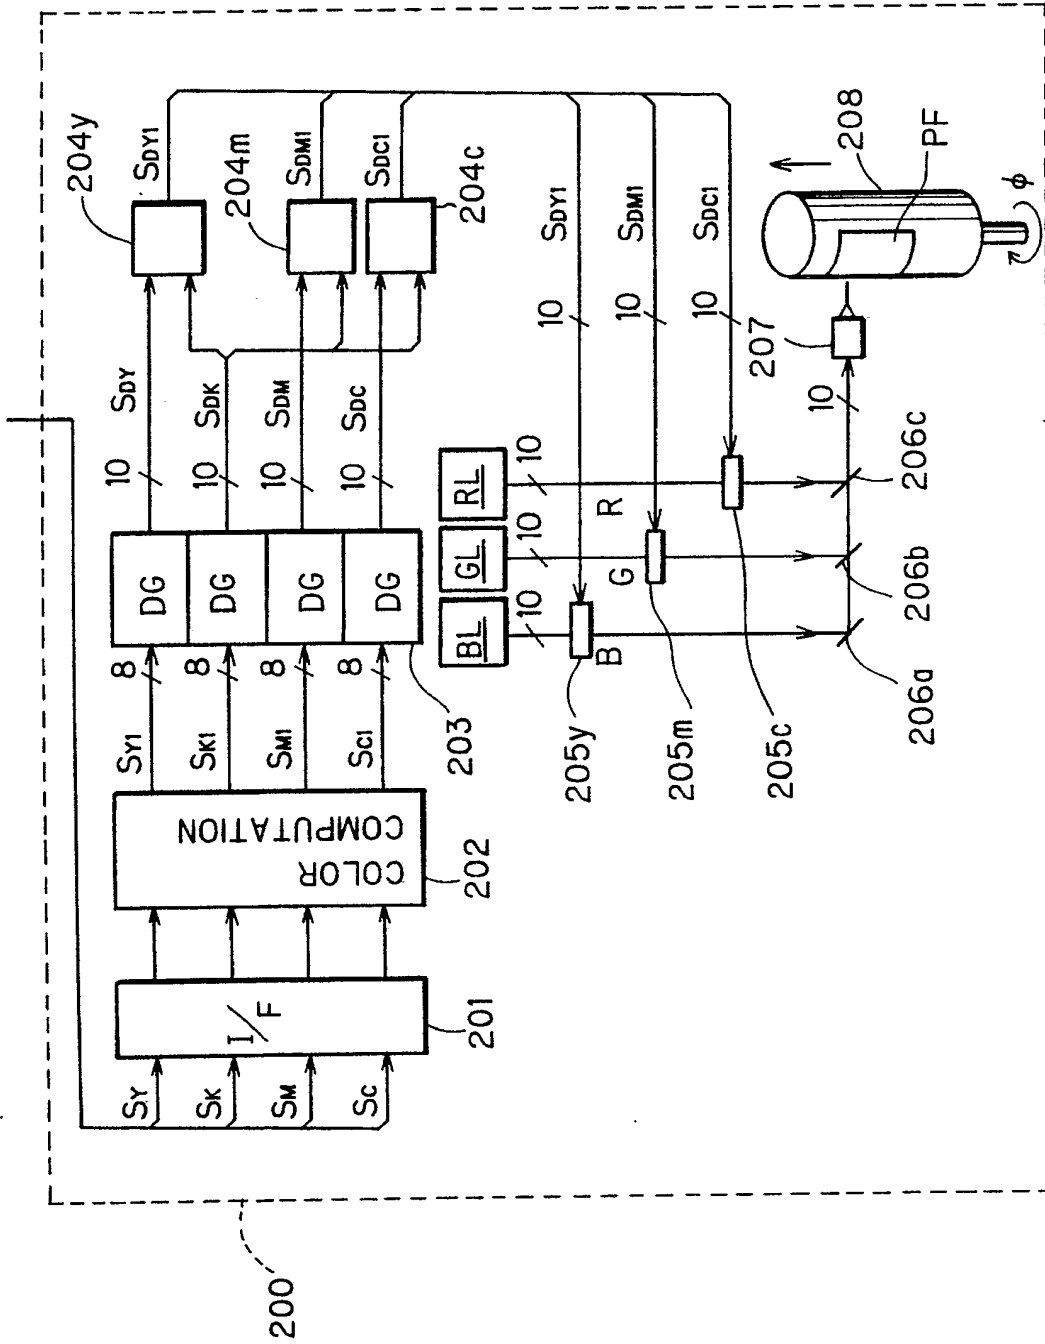 200
SY
SK
SM
SC
I/F
201
COLOR
COMPUTATION
202
SY1
SK1
SM1
SC1
8
8
8
8
DG
DG
DG
DG
203
10
10
10
10
SDY
SDK
SDM
SDC
204y
204m
204c
SDY1
SDM1
SDC1
BL
GL
RL
10
10
10
B
G
R
205y
205m
205c
10
10
10
SDY1
SDM1
SDC1
206a
206b
206c
10
207
208
PF
φ